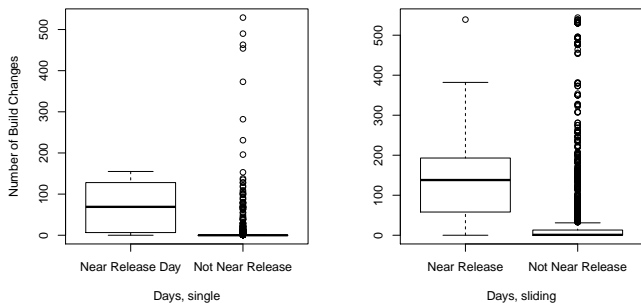 Number of Build Changes
500
400
300
200
100
0
Near Release Day Not Near Release
Days, single
500
400
300
200
100
0
Near Release Not Near Release
Days, sliding